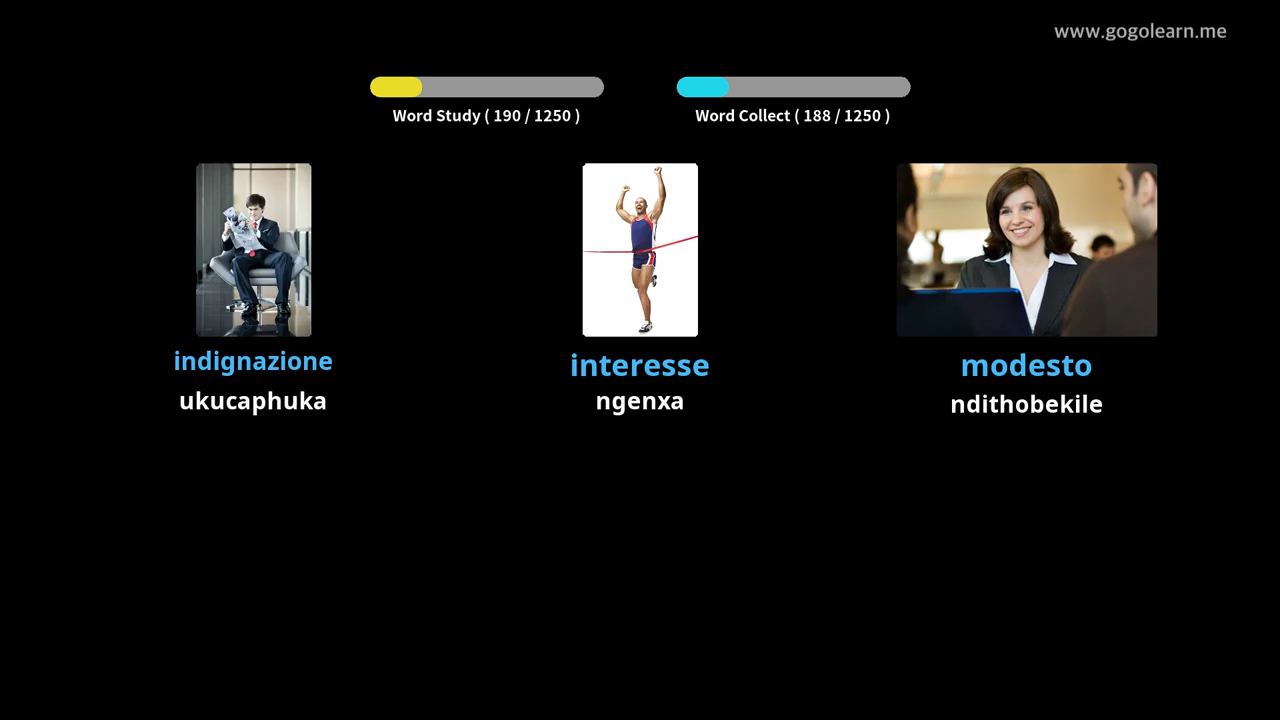 www.gogolearn.me
Word Study ( 190 / 1250 )
Word Collect ( 188 / 1250 )
indignazione
ukucaphuka
interesse
ngenxa
modesto
ndithobekile